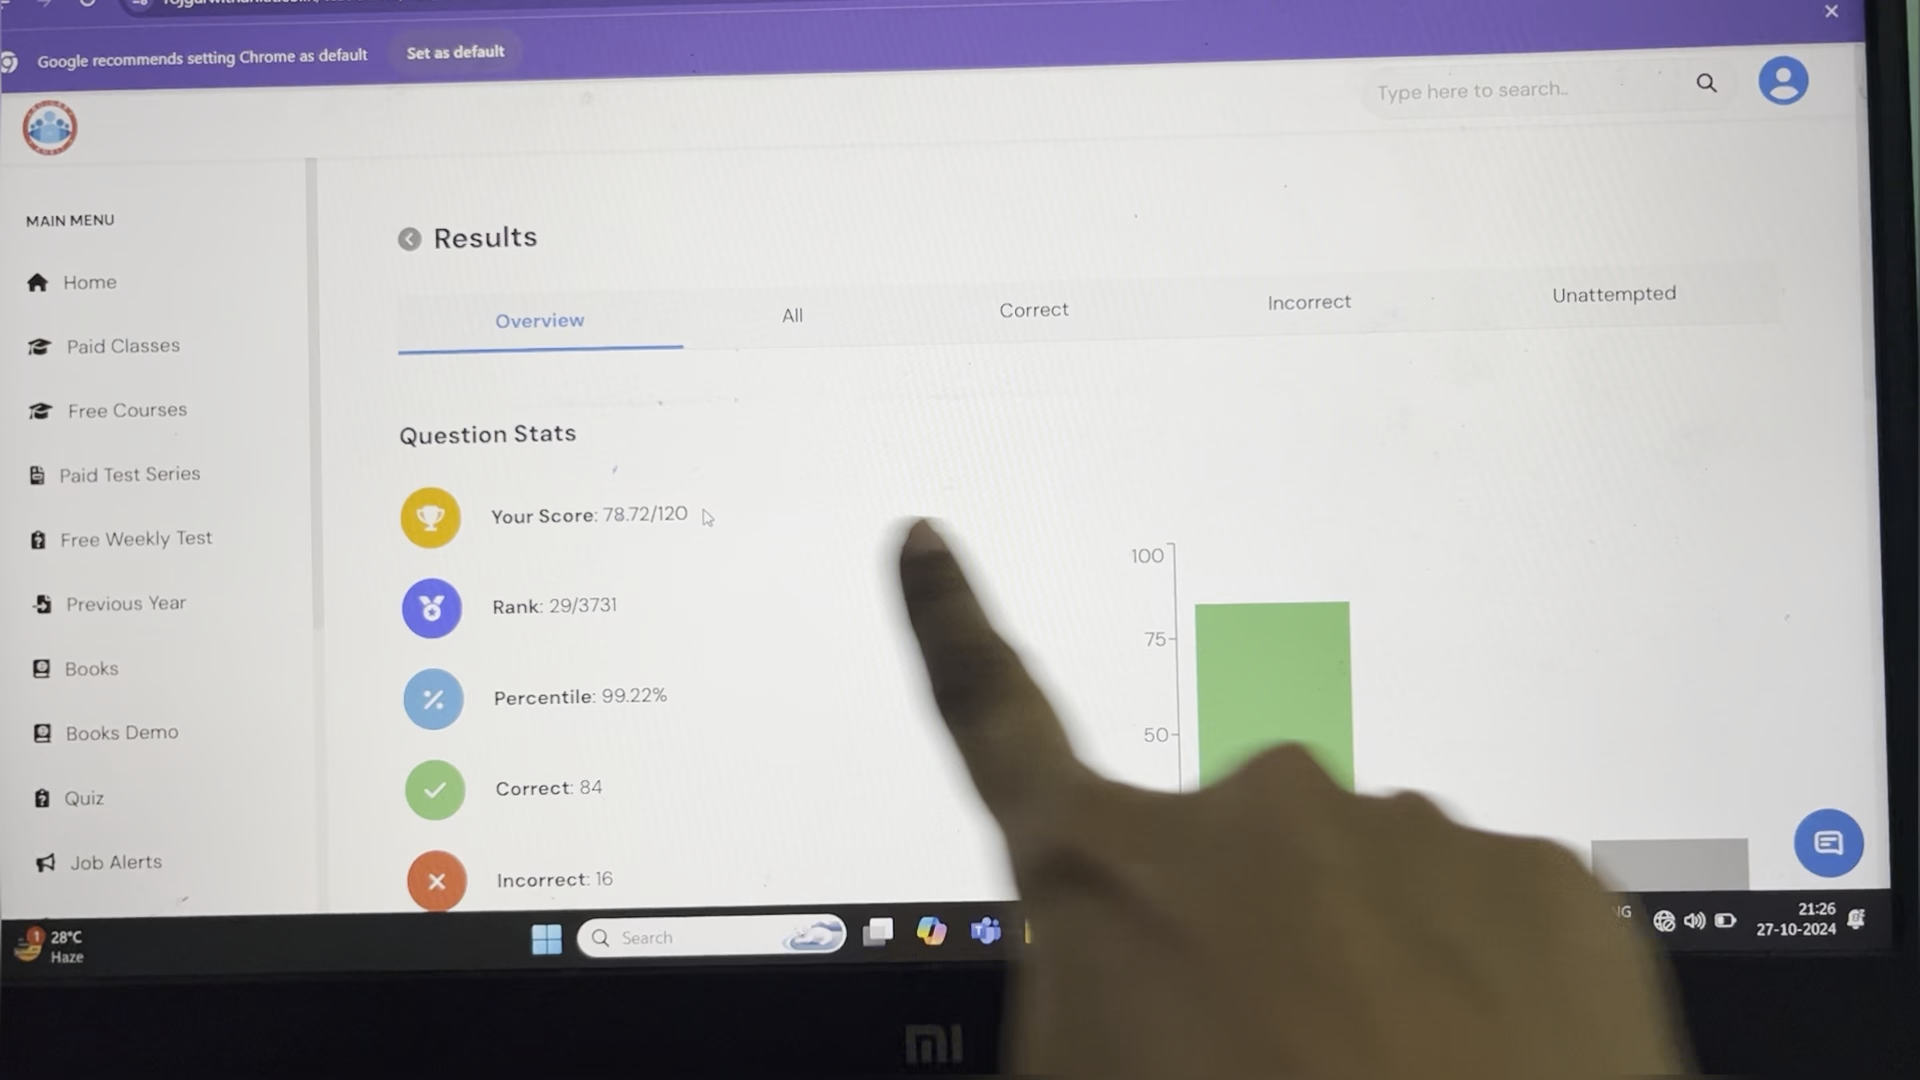 Google recommends setting Chrome as default
Set as default
Type here to search..
MAIN MENU
Home
Paid Classes
Free Courses
Paid Test Series
Free Weekly Test
Previous Year
Books
Books Demo
Quiz
Job Alerts
Results
Overview
All
Correct
Incorrect
Unattempted
Question Stats
Your Score: 78.72/120
Rank: 29/3731
Percentile: 99.22%
Correct: 84
Incorrect: 16
100
75
50
1
28°C
Haze
Search
21:26
27-10-2024
mi